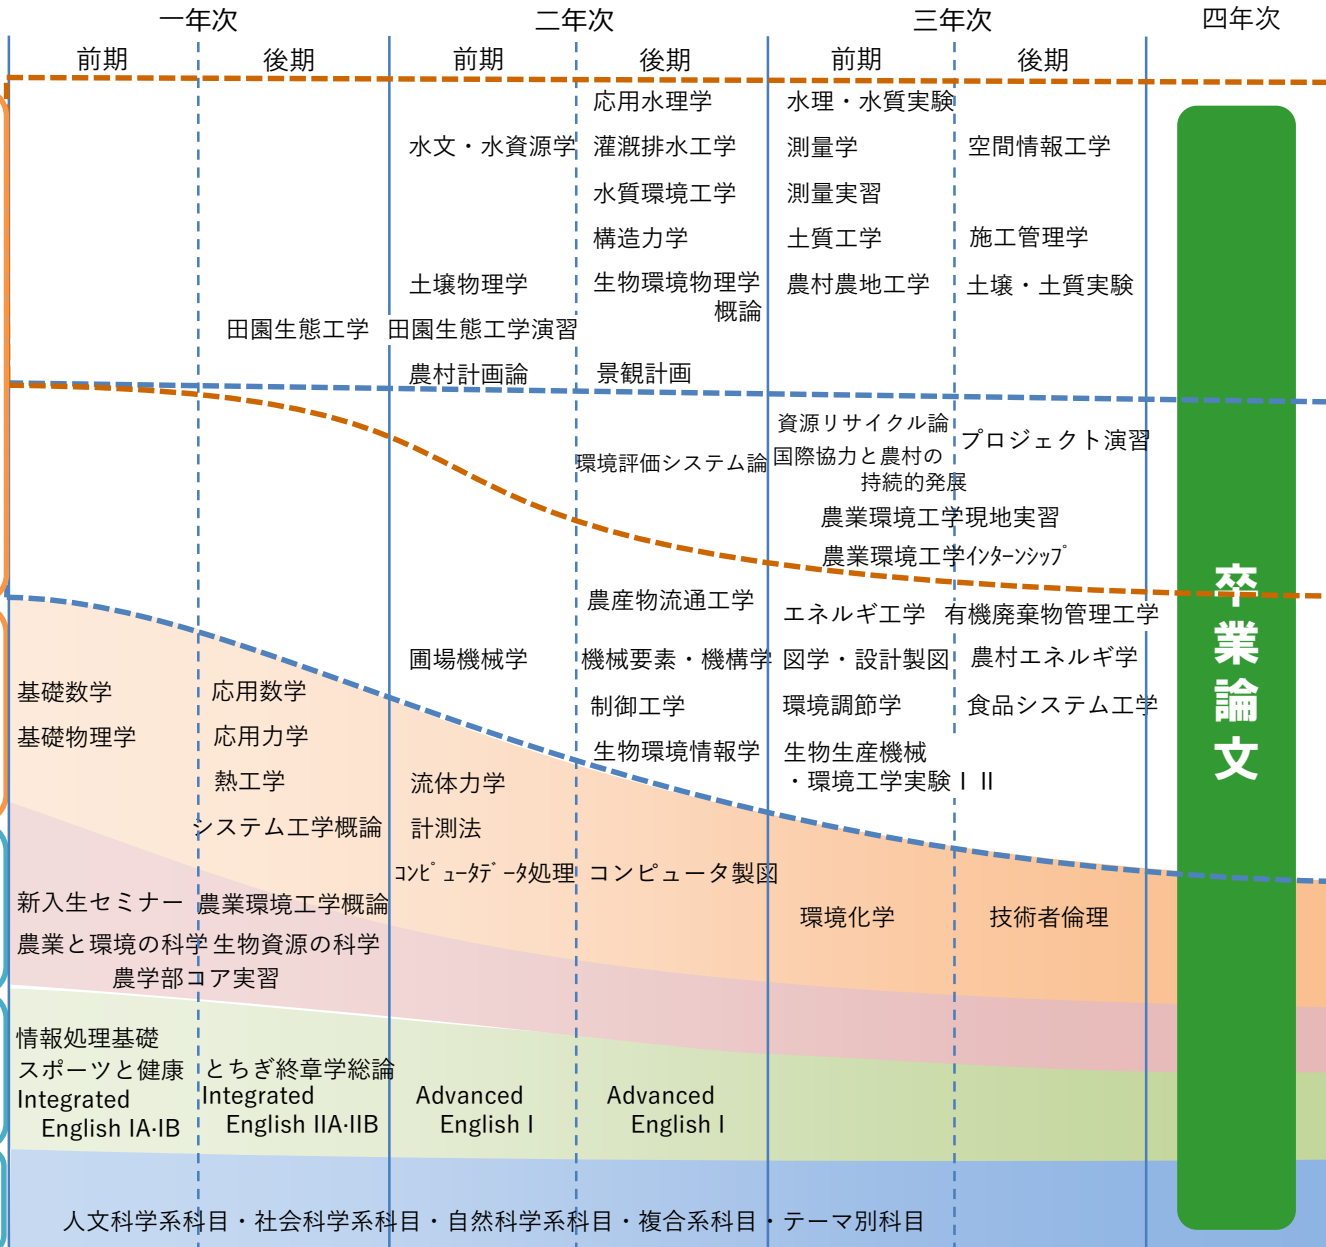 一年次
二年次
三年次
四年次
前期
後期
前期
後期
前期
後期
応用水理学
水理・水質実験
水文・水資源学
灌漑排水工学
測量学
空間情報工学
水質環境工学
測量実習
構造力学
土質工学
施工管理学
土壌物理学
生物環境物理学
概論
農村農地工学
土壌・土質実験
田園生態工学
田園生態工学演習
農村計画論
景観計画
資源リサイクル論
プロジェクト演習
環境評価システム論
国際協力と農村の
持続的発展
農業環境工学現地実習
農業環境工学ｲﾝﾀｰﾝｼｯﾌﾟ
農産物流通工学
エネルギ工学
有機廃棄物管理工学
圃場機械学
機械要素・機構学
図学・設計製図
農村エネルギ学
基礎数学
応用数学
制御工学
環境調節学
食品システム工学
基礎物理学
応用力学
生物環境情報学
生物生産機械
・環境工学実験ⅠⅡ
熱工学
流体力学
システム工学概論
計測法
ｺﾝﾋﾟｭｰﾀﾃﾞｰﾀ処理
コンピュータ製図
新入生セミナー
農業環境工学概論
環境化学
技術者倫理
農業と環境の科学
生物資源の科学
農学部コア実習
情報処理基礎
スポーツと健康
とちぎ終章学総論
Integrated
English IA･IB
Integrated
English IIA･IIB
Advanced
English I
Advanced
English I
人文科学系科目・社会科学系科目・自然科学系科目・複合系科目・テーマ別科目
卒業論文